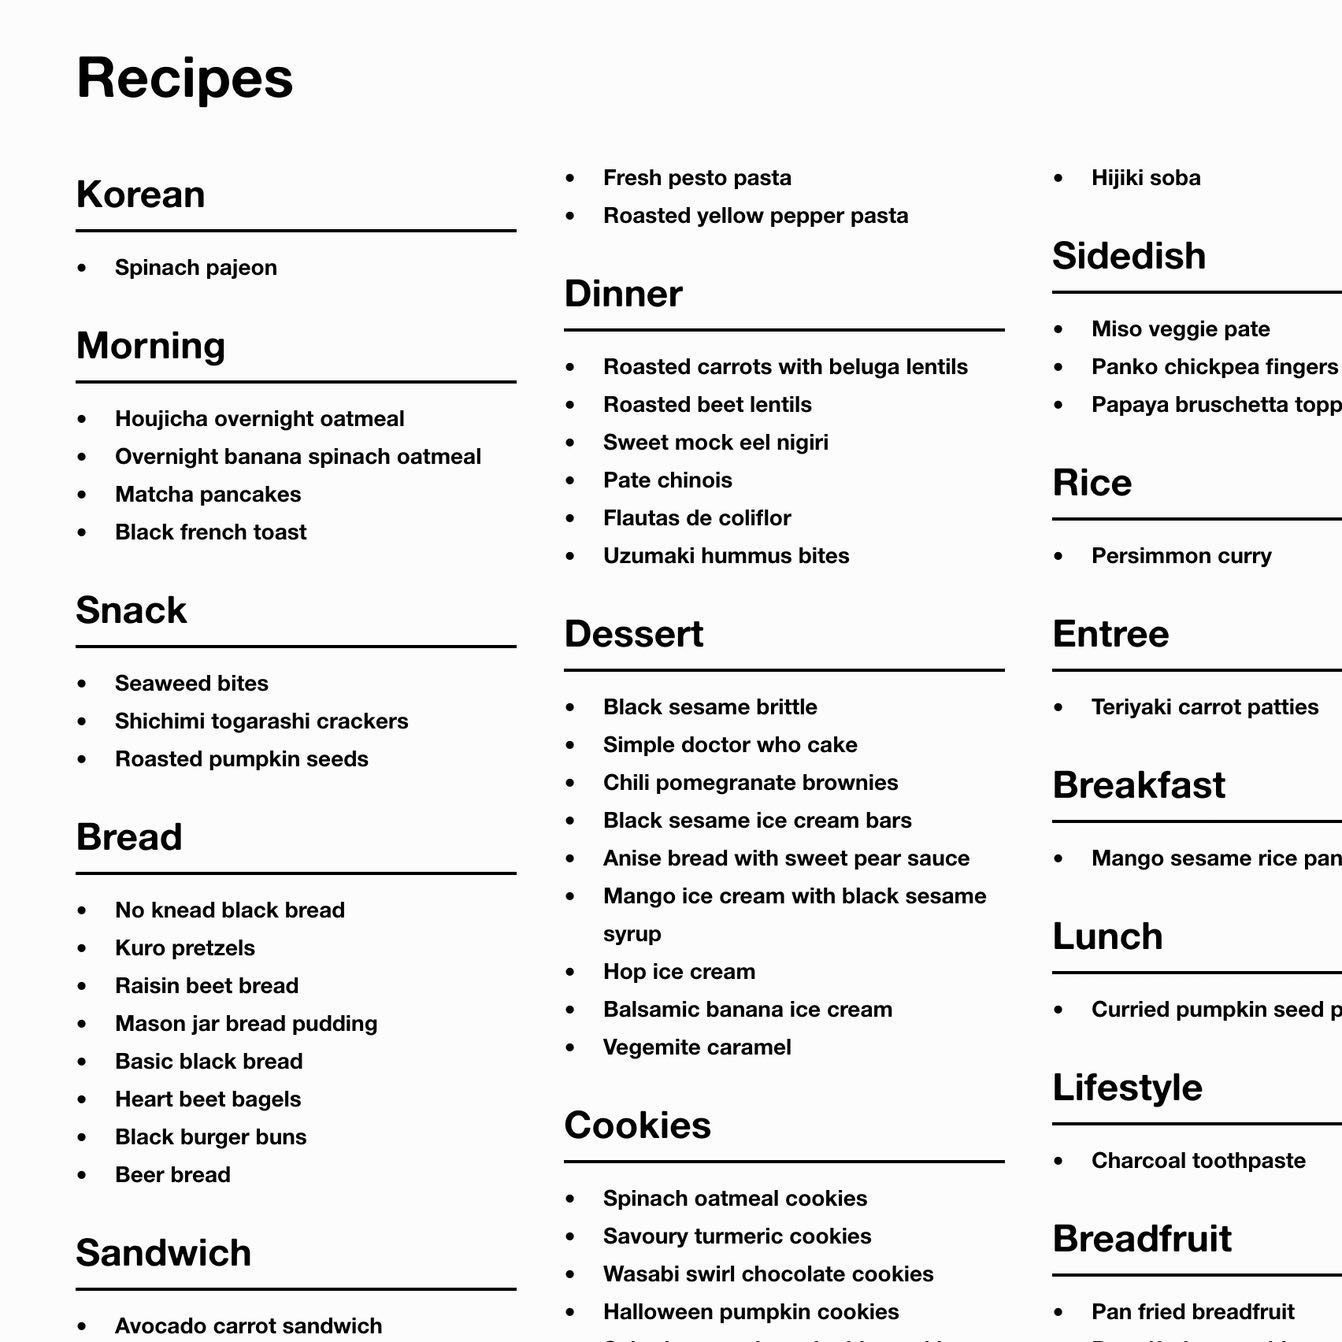 Recipes
Korean
• Spinach pajeon
Morning
• Houjicha overnight oatmeal
• Overnight banana spinach oatmeal
• Matcha pancakes
• Black french toast
Snack
• Seaweed bites
• Shichimi togarashi crackers
• Roasted pumpkin seeds
Bread
• No knead black bread
• Kuro pretzels
• Raisin beet bread
• Mason jar bread pudding
• Basic black bread
• Heart beet bagels
• Black burger buns
• Beer bread
Sandwich
• Avocado carrot sandwich
• Fresh pesto pasta
• Roasted yellow pepper pasta
Dinner
• Roasted carrots with beluga lentils
• Roasted beet lentils
• Sweet mock eel nigiri
• Pate chinois
• Flautas de coliflor
• Uzumaki hummus bites
Dessert
• Black sesame brittle
• Simple doctor who cake
• Chili pomegranate brownies
• Black sesame ice cream bars
• Anise bread with sweet pear sauce
• Mango ice cream with black sesame
syrup
• Hop ice cream
• Balsamic banana ice cream
• Vegemite caramel
Cookies
• Spinach oatmeal cookies
• Savoury turmeric cookies
• Wasabi swirl chocolate cookies
• Halloween pumpkin cookies
• Hijiki soba
Sidedish
• Miso veggie pate
• Panko chickpea fingers
• Papaya bruschetta topp
Rice
• Persimmon curry
Entree
• Teriyaki carrot patties
Breakfast
• Mango sesame rice pan
Lunch
• Curried pumpkin seed p
Lifestyle
• Charcoal toothpaste
Breadfruit
• Pan fried breadfruit